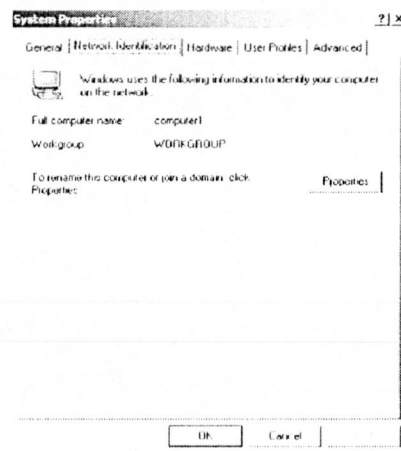 System Properties ? x
General Network Identification Hardware User Profiles Advanced
Windows uses the following information to identify your computer
on the network.
Full computer name: computer1
Workgroup: WORKGROUP
To rename this computer or join a domain, click
Properties. Properties
OK Cancel